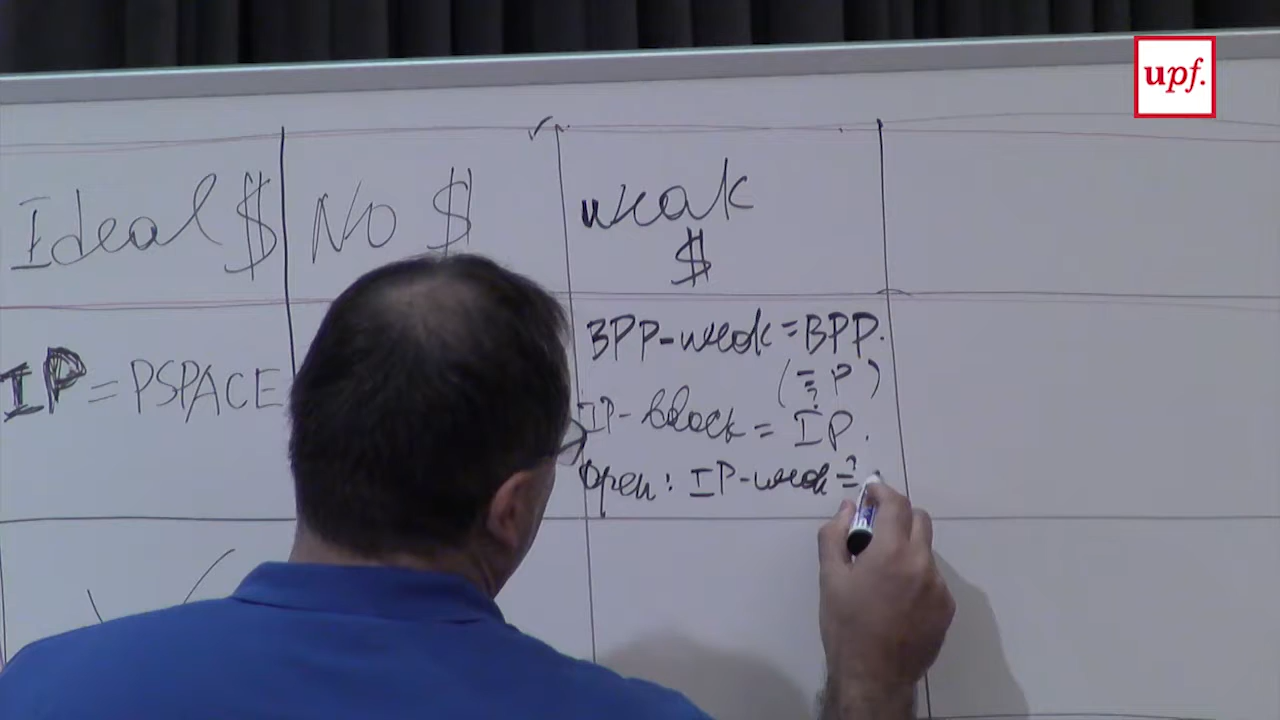 upf.
Ideal $
No $
weak
$
IP = PSPACE
BPP-weak = BPP.
(=? P)
IP-block = IP.
open: IP-weak =?